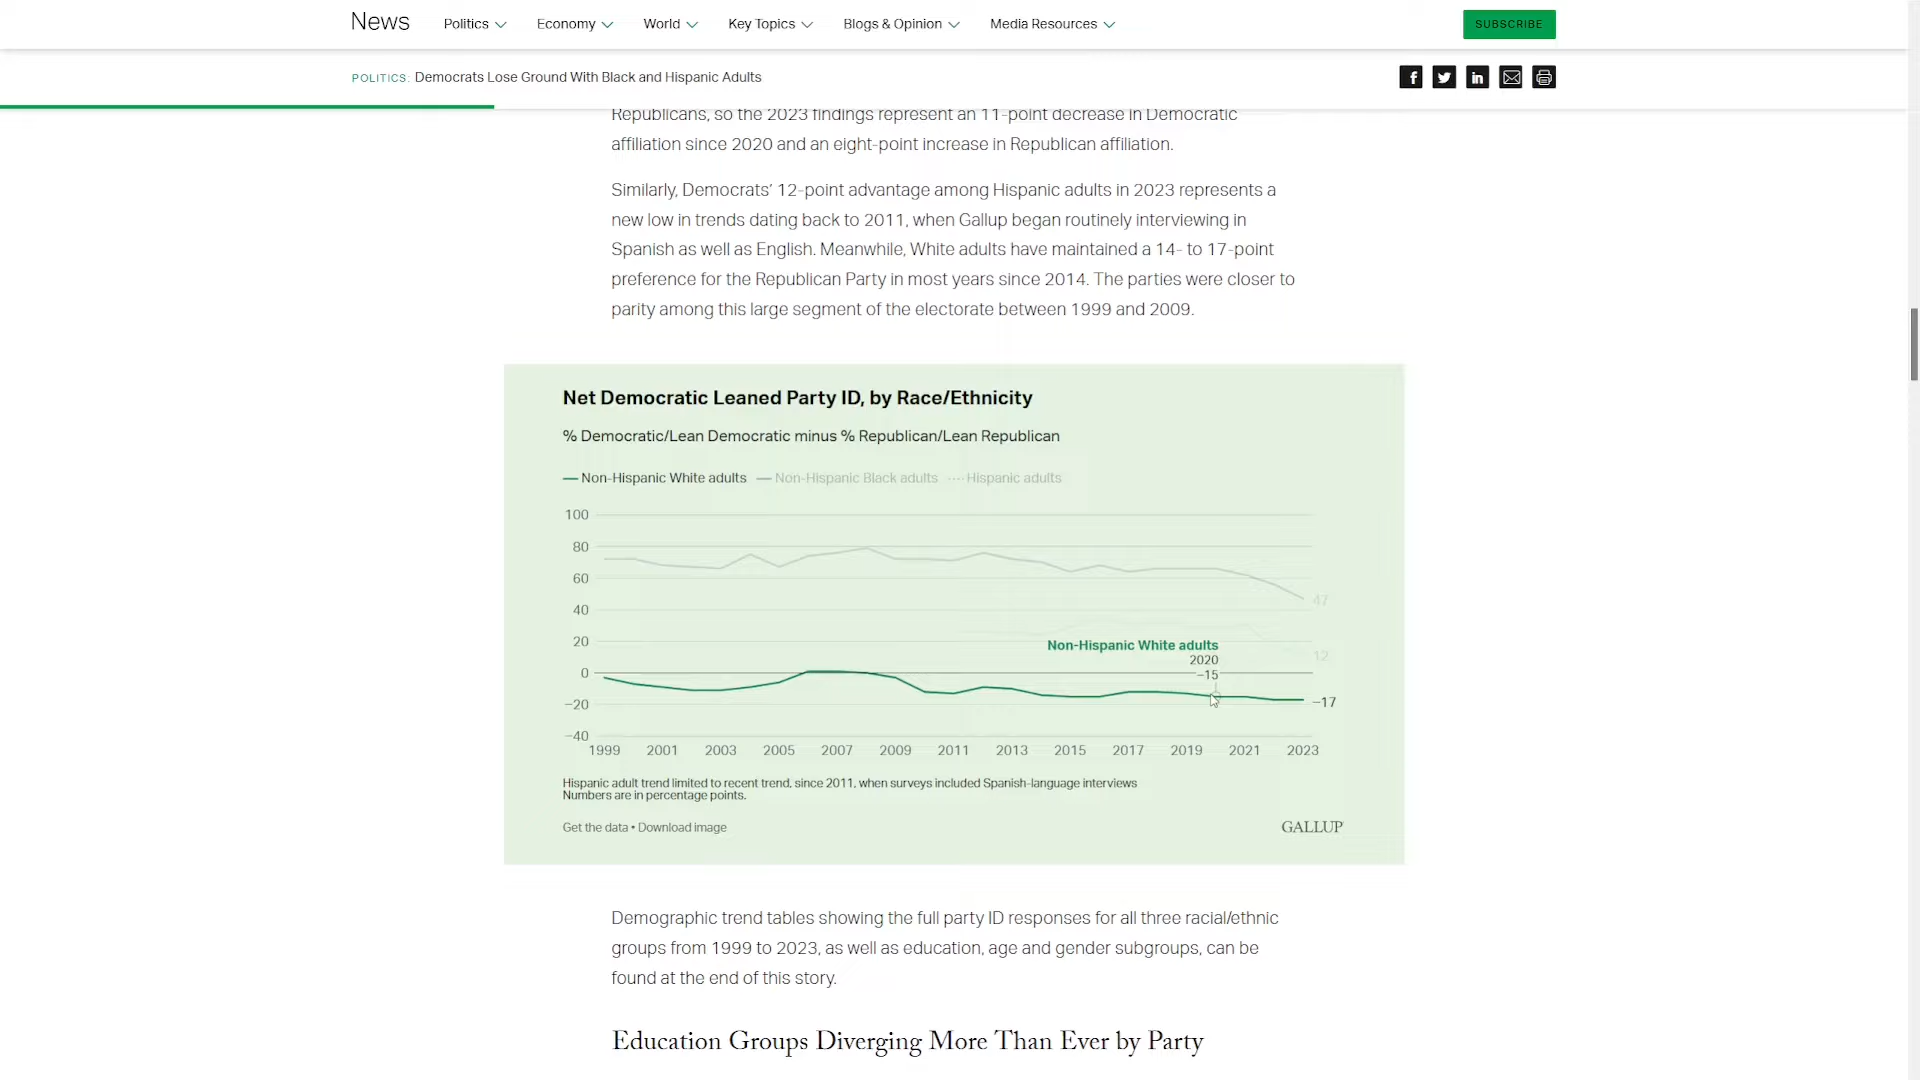 News
Politics
Economy
World
Key Topics
Blogs & Opinion
Media Resources
SUBSCRIBE
POLITICS: Democrats Lose Ground With Black and Hispanic Adults
Republicans, so the 2023 findings represent an 11-point decrease in Democratic
affiliation since 2020 and an eight-point increase in Republican affiliation.
Similarly, Democrats’ 12-point advantage among Hispanic adults in 2023 represents a
new low in trends dating back to 2011, when Gallup began routinely interviewing in
Spanish as well as English. Meanwhile, White adults have maintained a 14- to 17-point
preference for the Republican Party in most years since 2014. The parties were closer to
parity among this large segment of the electorate between 1999 and 2009.
Net Democratic Leaned Party ID, by Race/Ethnicity
% Democratic/Lean Democratic minus % Republican/Lean Republican
Non-Hispanic White adults Non-Hispanic Black adults Hispanic adults
100
80
60
47
40
20
Non-Hispanic White adults
12
2020
0
−15
−20
−17
−40
1999 2001 2003 2005 2007 2009 2011 2013 2015 2017 2019 2021 2023
Hispanic adult trend limited to recent trend, since 2011, when surveys included Spanish-language interviews
Numbers are in percentage points.
Get the data • Download image
GALLUP
Demographic trend tables showing the full party ID responses for all three racial/ethnic
groups from 1999 to 2023, as well as education, age and gender subgroups, can be
found at the end of this story.
Education Groups Diverging More Than Ever by Party